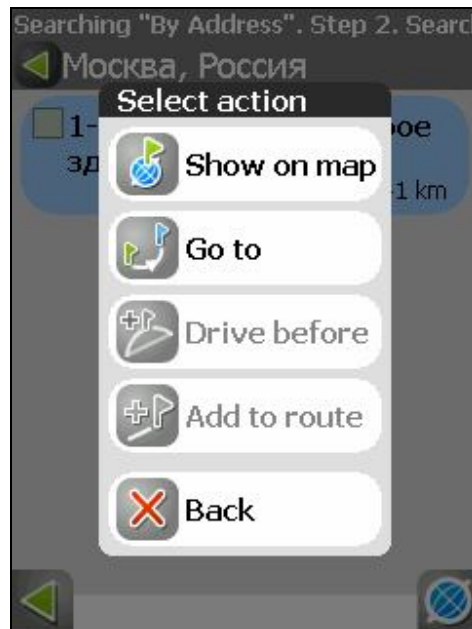 Searching "By Address". Step 2. Searc
Москва, Россия
Select action
1- ое
зд
1 km
Show on map
Go to
Drive before
Add to route
Back